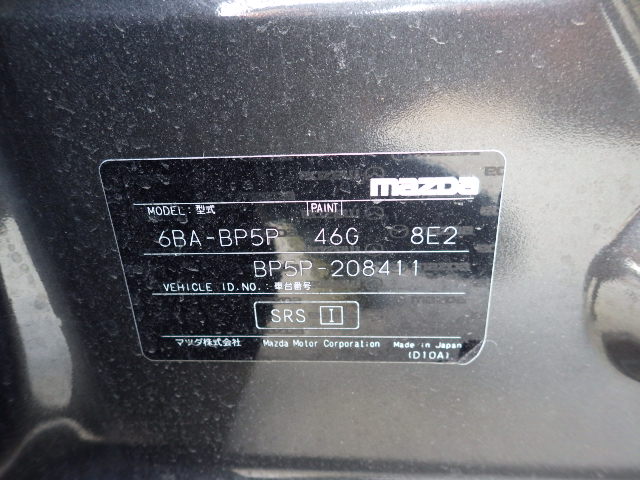 mazda
MODEL:型式 PAINT
6BA-BP5P 46G 8E2
BP5P-208411
VEHICLE ID.NO.:車台番号
SRS I
マツダ株式会社 Mazda Motor Corporation Made in Japan
(D10A)